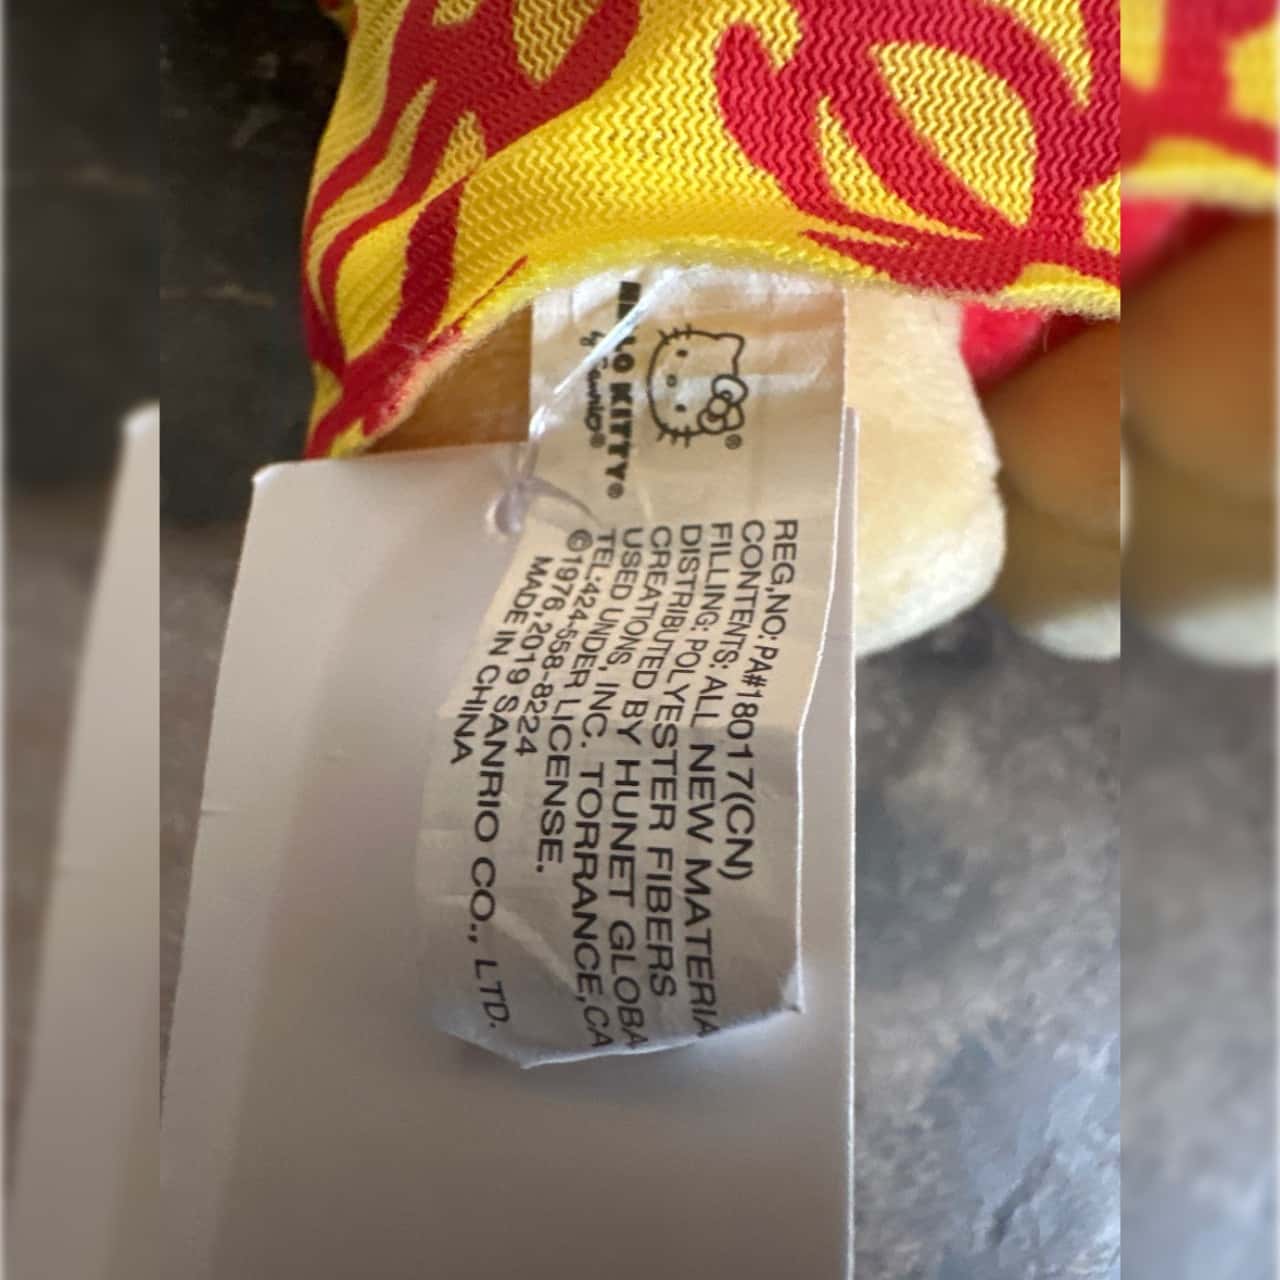 KITTY®
by Sanrio®
®
REG,NO: PA#18017(CN)
CONTENTS: ALL NEW MATERIA
FILLING: POLYESTER FIBERS
DISTRIBUTED BY HUNET GLOBA
CREATIONS, INC. TORRANCE, CA
USED UNDER LICENSE.
TEL:424-558-8224
©1976, 2019 SANRIO CO., LTD.
MADE IN CHINA